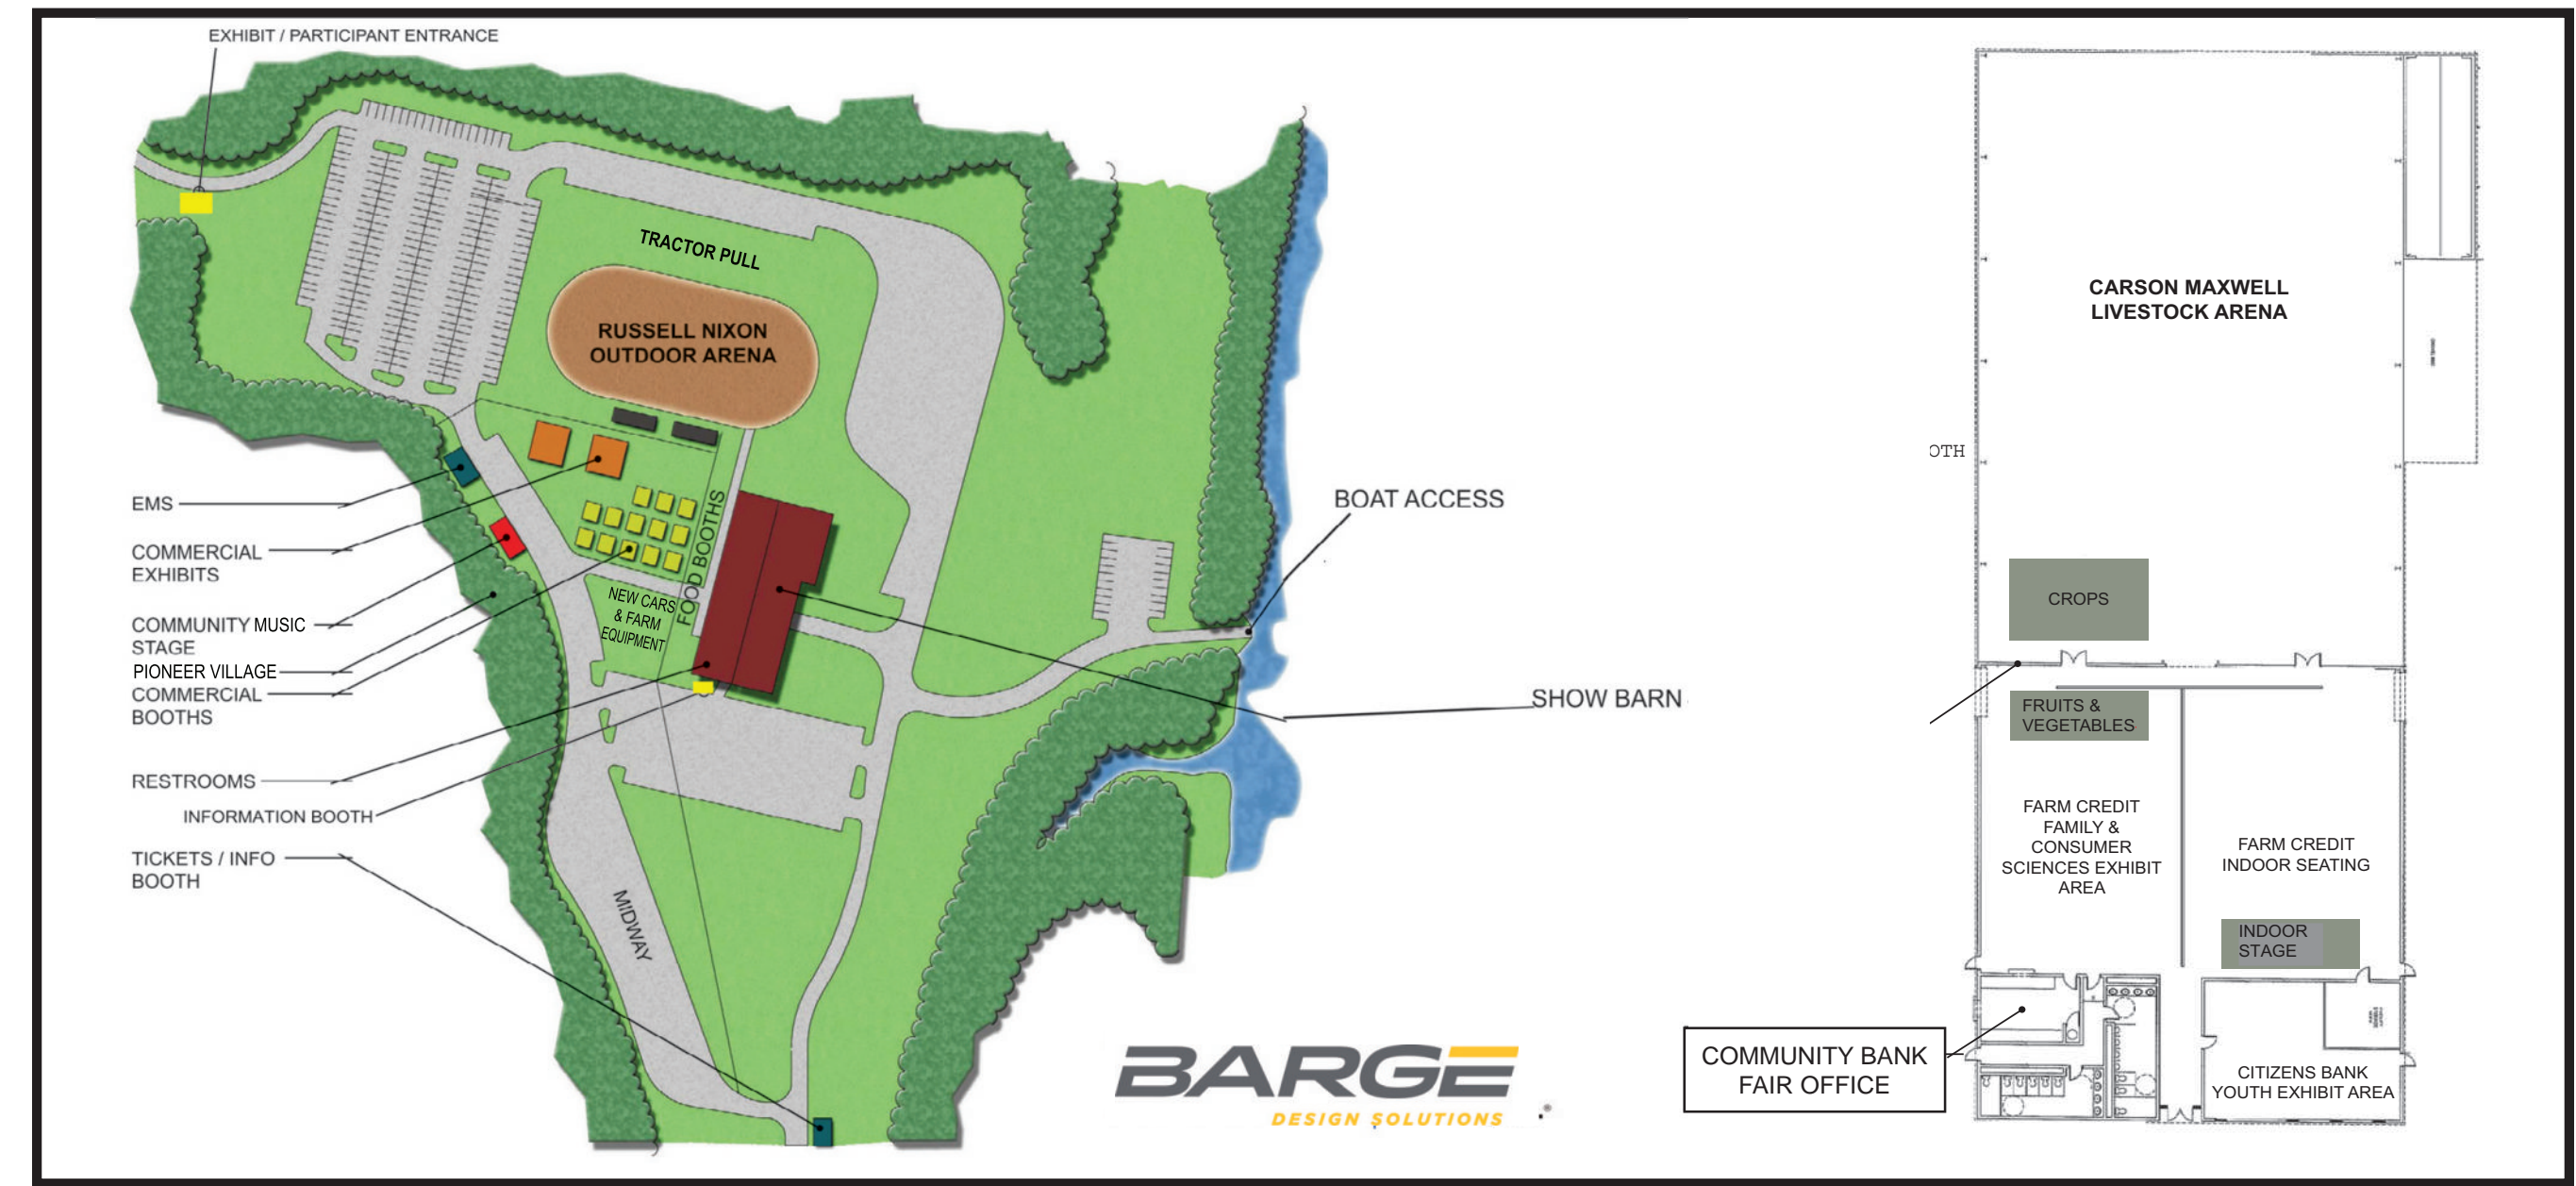 EXHIBIT / PARTICIPANT ENTRANCE
TRACTOR PULL
RUSSELL NIXON
OUTDOOR ARENA
EMS
COMMERCIAL
EXHIBITS
COMMUNITY MUSIC
STAGE
PIONEER VILLAGE
COMMERCIAL
BOOTHS
RESTROOMS
INFORMATION BOOTH
TICKETS / INFO
BOOTH
FOOD BOOTHS
NEW CARS
& FARM
EQUIPMENT
MIDWAY
BOAT ACCESS
SHOW BARN
BARGE
DESIGN SOLUTIONS
CARSON MAXWELL
LIVESTOCK ARENA
OTH
CROPS
FRUITS &
VEGETABLES
FARM CREDIT
FAMILY &
CONSUMER
SCIENCES EXHIBIT
AREA
FARM CREDIT
INDOOR SEATING
INDOOR
STAGE
COMMUNITY BANK
FAIR OFFICE
CITIZENS BANK
YOUTH EXHIBIT AREA